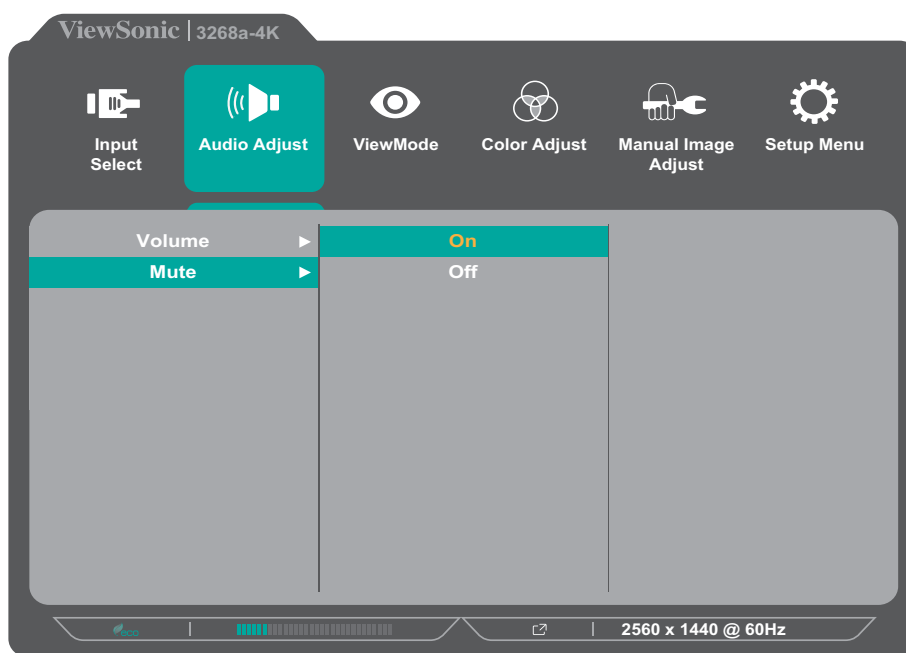 ViewSonic | 3268a-4K
Input
Select
Audio Adjust
ViewMode
Color Adjust
Manual Image
Adjust
Setup Menu
Volume
On
Mute
Off
eco
2560 x 1440 @ 60Hz